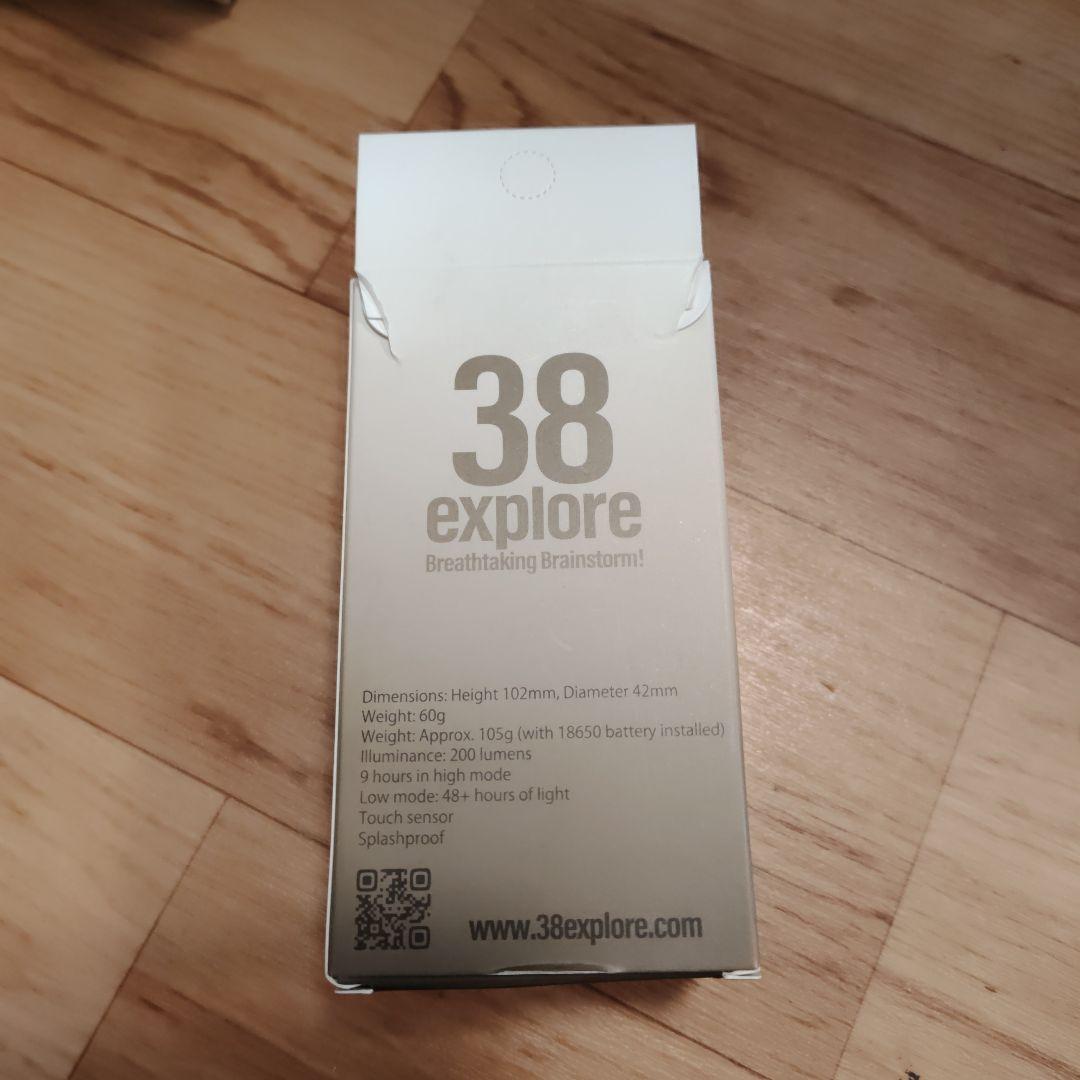 38
explore
Breathtaking Brainstorm!
Dimensions: Height 102mm, Diameter 42mm
Weight: 60g
Weight: Approx. 105g (with 18650 battery installed)
Illuminance: 200 lumens
9 hours in high mode
Low mode: 48+ hours of light
Touch sensor
Splashproof
www.38explore.com